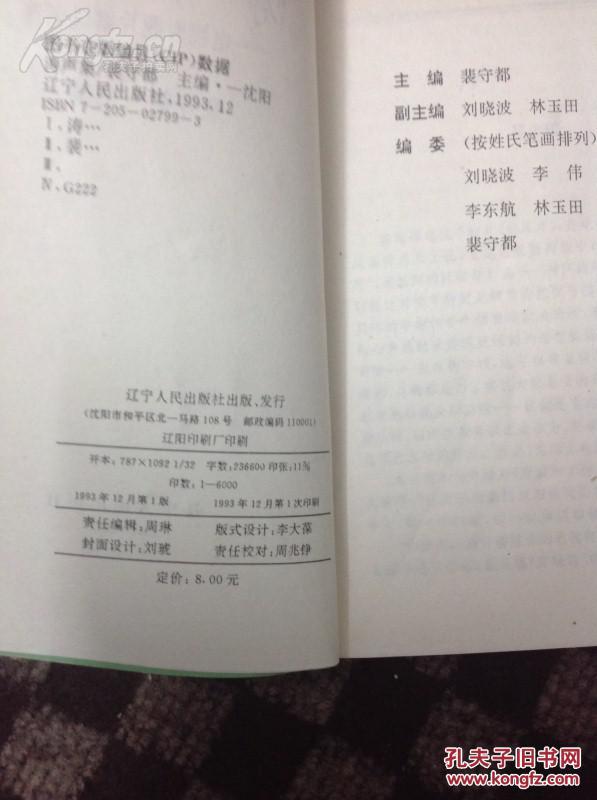 数据
主编.—沈阳
辽宁人民出版社,1993.12
ISBN 7-205-02799-3
Ⅰ、涛…
Ⅱ、裴…
Ⅲ、
N、G222
辽宁人民出版社出版、发行
(沈阳市和平区北一马路108号 邮政编码110001)
辽阳印刷厂印刷
开本:787×1092 1/32 字数:236600 印张:11⅜
印数:1-6000
1993年12月第1版 1993年12月第1次印刷
责任编辑:周琳 版式设计:李大葆
封面设计:刘琥 责任校对:周兆铮
定价:8.00元
主 编 裴守都
副主编 刘晓波 林玉田
编 委 (按姓氏笔画排列)
刘晓波 李 伟
李东航 林玉田
裴守都
孔夫子旧书网
www.kongfz.com